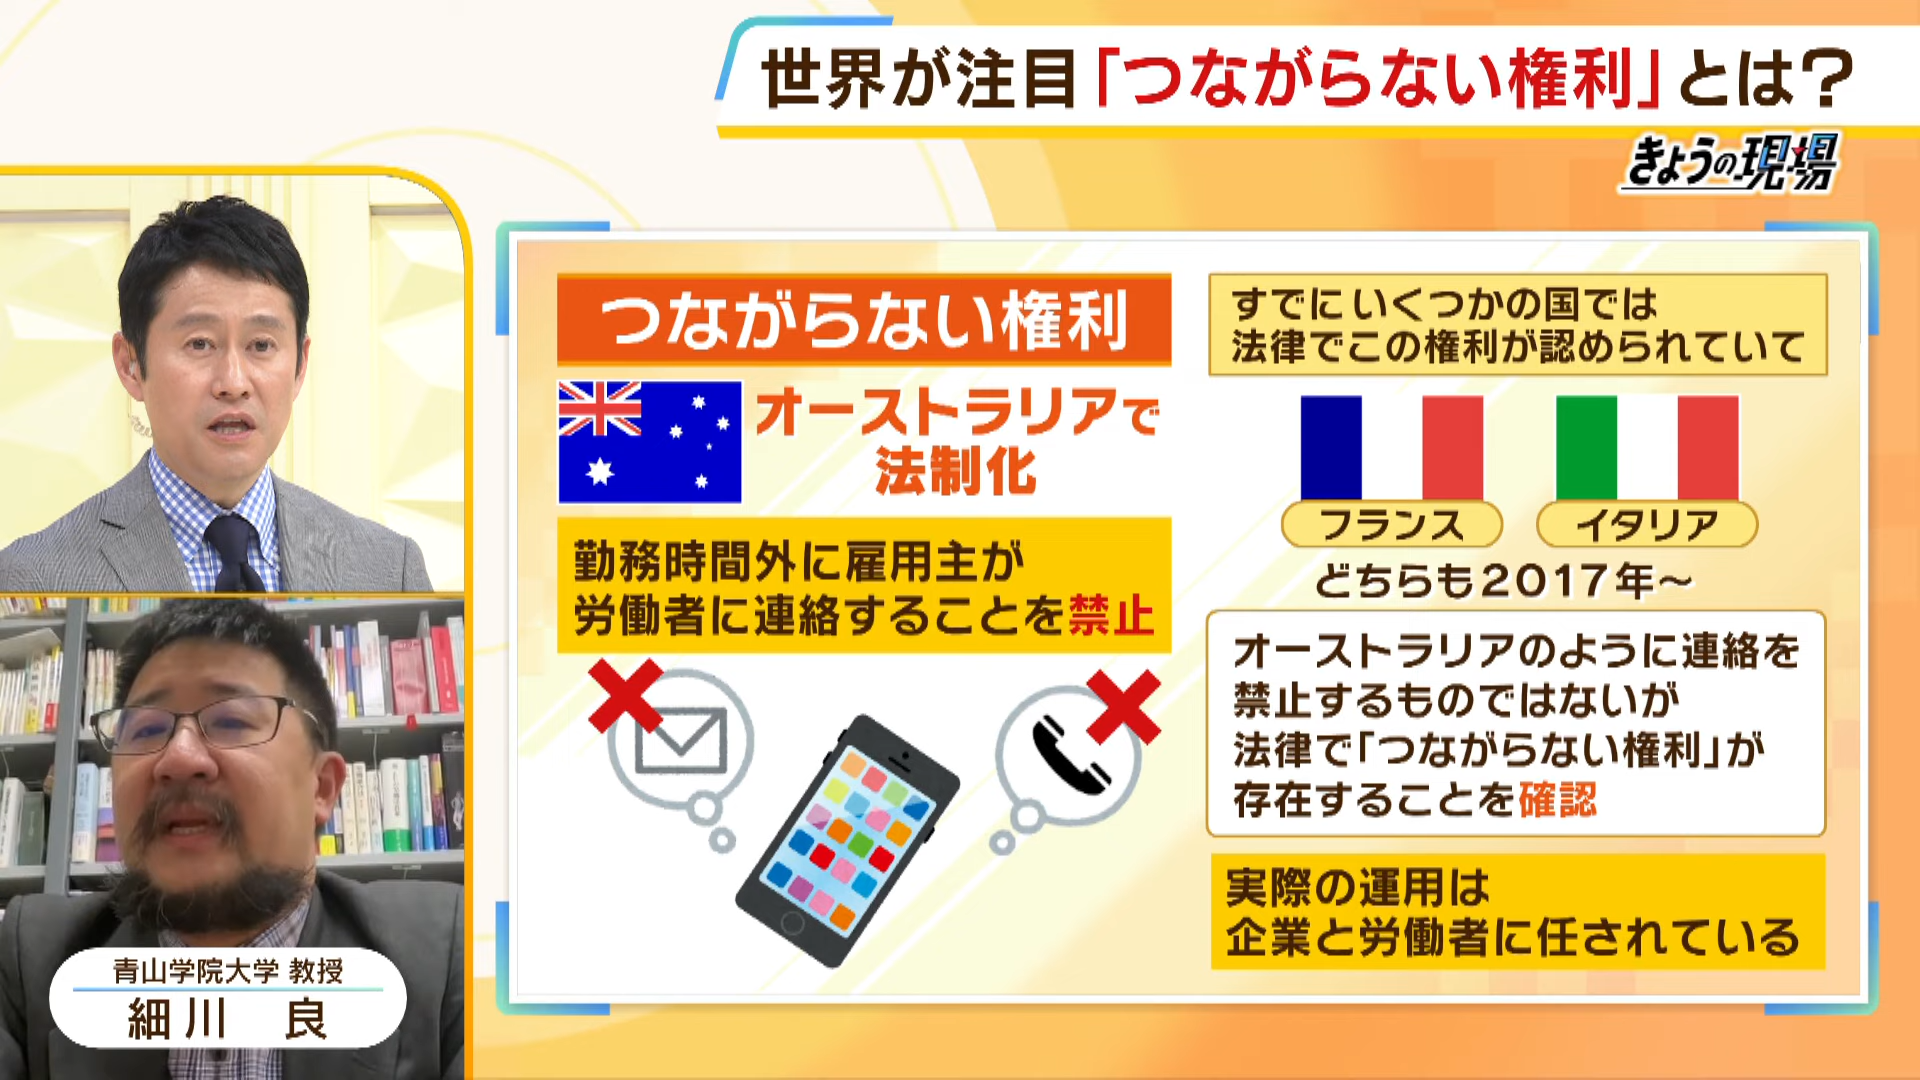 世界が注目「つながらない権利」とは？
きょうの現場
つながらない権利
オーストラリアで
法制化
勤務時間外に雇用主が
労働者に連絡することを禁止
すでにいくつかの国では
法律でこの権利が認められていて
フランス
イタリア
どちらも2017年～
オーストラリアのように連絡を
禁止するものではないが
法律で「つながらない権利」が
存在することを確認
実際の運用は
企業と労働者に任されている
青山学院大学 教授
細川　良